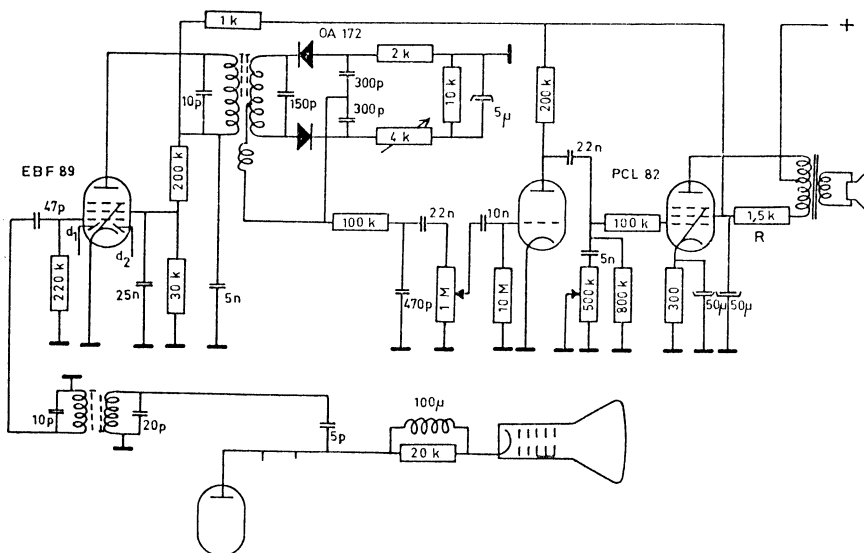 1 k
OA 172
+
2 k
10p
150p
300p
300p
10 k
5µ
200 k
4 k
22n
EBF 89
PCL 82
200 k
47p
d1
d2
100 k
22n
10n
100 k
1,5 k
R
220 k
25n
30 k
5n
470p
1 M
10 M
5n
500 k
800 k
300
50µ
50µ
10p
20p
5p
100µ
20 k